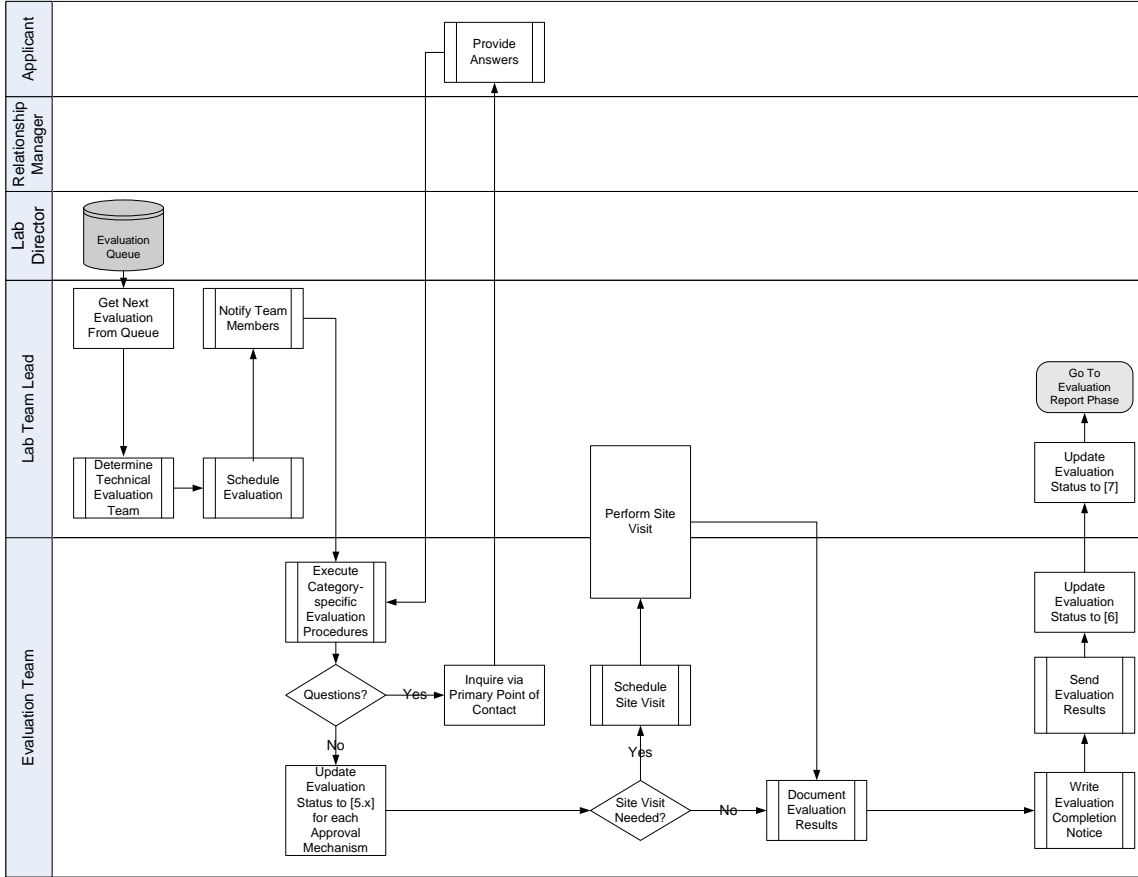 Applicant
Provide
Answers
Relationship
Manager
Lab
Director
Evaluation
Queue
Lab Team Lead
Get Next
Evaluation
From Queue
Notify Team
Members
Determine
Technical
Evaluation
Team
Schedule
Evaluation
Perform Site
Visit
Go To
Evaluation
Report Phase
Update
Evaluation
Status to [7]
Evaluation Team
Execute
Category-
specific
Evaluation
Procedures
Questions?
Yes
Inquire via
Primary Point of
Contact
No
Update
Evaluation
Status to [5.x]
for each
Approval
Mechanism
Schedule
Site Visit
Yes
Site Visit
Needed?
No
Document
Evaluation
Results
Update
Evaluation
Status to [6]
Send
Evaluation
Results
Write
Evaluation
Completion
Notice